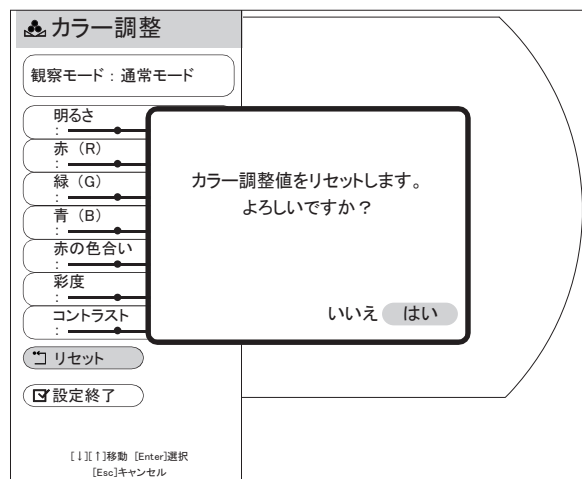 カラー調整
観察モード：通常モード
明るさ
：
赤（R）
：
緑（G）
：
青（B）
：
赤の色合い
：
彩度
：
コントラスト
：
カラー調整値をリセットします。
よろしいですか？
いいえ はい
リセット
設定終了
[↓][↑]移動 [Enter]選択
[Esc]キャンセル